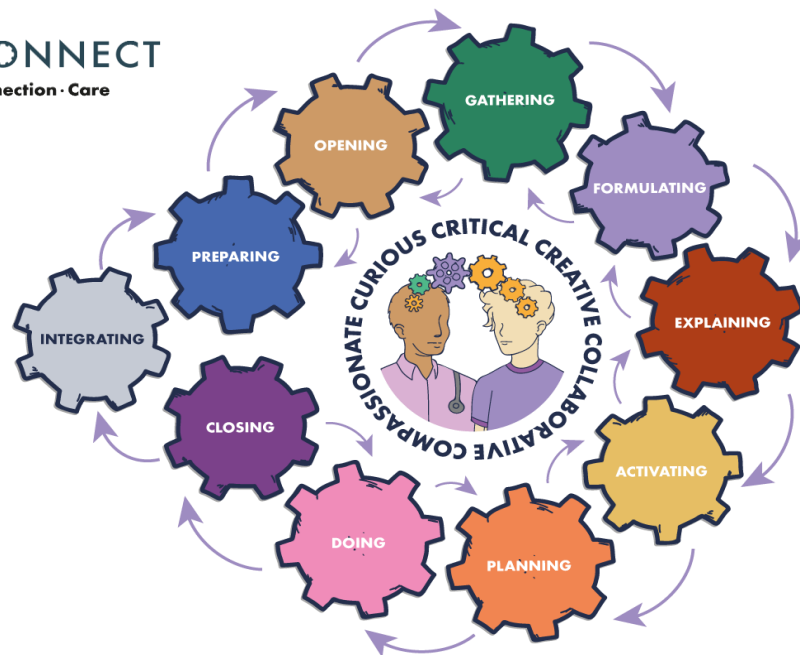 ONNECT
nection · Care
GATHERING
OPENING
FORMULATING
PREPARING
EXPLAINING
INTEGRATING
CLOSING
ACTIVATING
DOING
PLANNING
COMPASSIONATE CURIOUS CRITICAL CREATIVE COLLABORATIVE